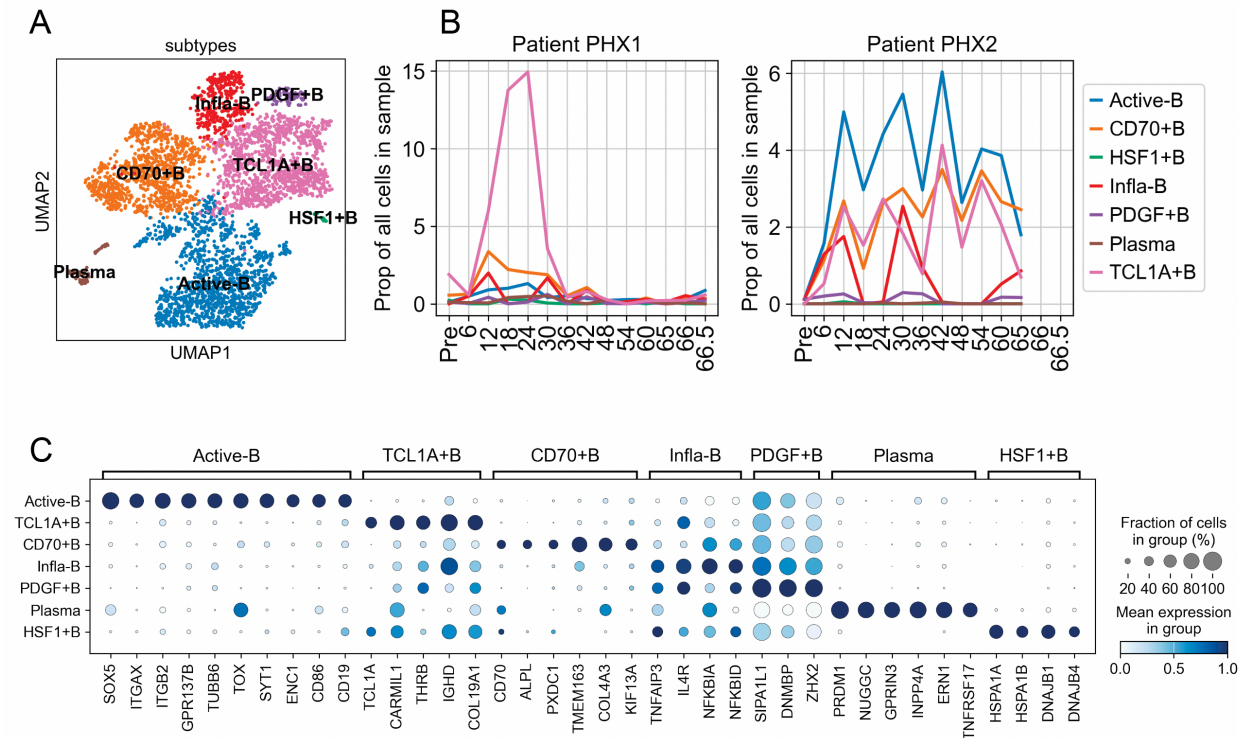 A
subtypes
Infla-B
PDGF+B
CD70+B
TCL1A+B
HSF1+B
Plasma
Active-B
UMAP2
UMAP1
B
Patient PHX1
Prop of all cells in sample
15
10
5
0
Pre
6
12
18
24
30
36
42
48
54
60
65
66
66.5
Patient PHX2
Prop of all cells in sample
6
4
2
0
Pre
6
12
18
24
30
36
42
48
54
60
65
66
66.5
Active-B
CD70+B
HSF1+B
Infla-B
PDGF+B
Plasma
TCL1A+B
C
Active-B TCL1A+B CD70+B Infla-B PDGF+B Plasma HSF1+B
Active-B
TCL1A+B
CD70+B
Infla-B
PDGF+B
Plasma
HSF1+B
SOX5
ITGAX
ITGB2
GPR137B
TUBB6
TOX
SYT1
ENC1
CD86
CD19
TCL1A
CARMIL1
THRB
IGHD
COL19A1
CD70
ALPL
PXDC1
TMEM163
COL4A3
KIF13A
TNFAIP3
IL4R
NFKBIA
NFKBID
SIPA1L1
DNMBP
ZHX2
PRDM1
NUGGC
GPRIN3
INPP4A
ERN1
TNFRSF17
HSPA1A
HSPA1B
DNAJB1
DNAJB4
Fraction of cells
in group (%)
20 40 60 80 100
Mean expression
in group
0.0 0.5 1.0